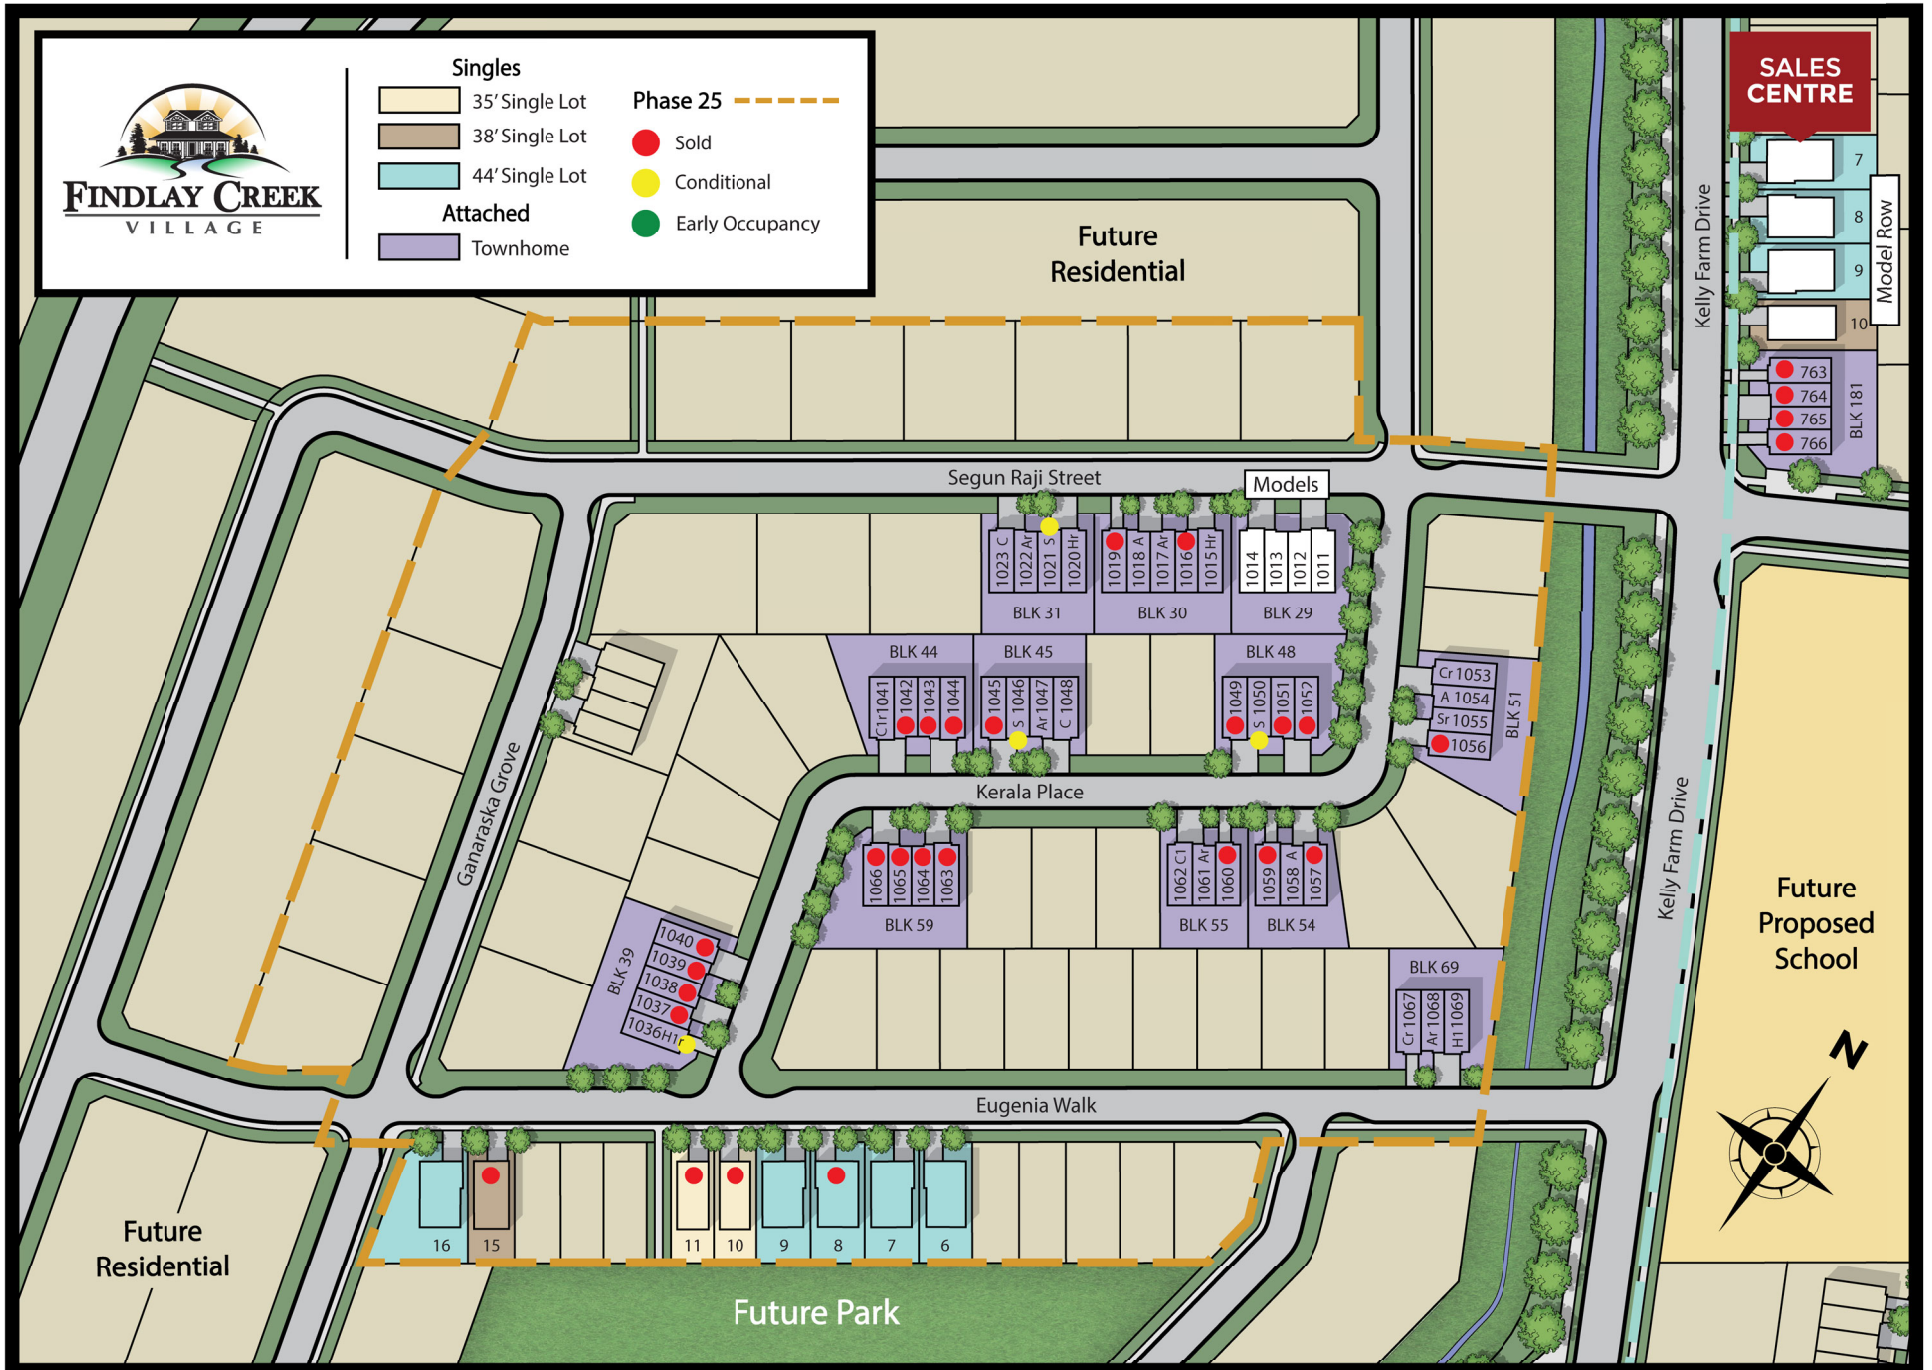 FINDLAY CREEK
VILLAGE
Singles
35' Single Lot
38' Single Lot
44' Single Lot
Attached
Townhome
Phase 25
Sold
Conditional
Early Occupancy
SALES
CENTRE
7
8
9
10
Model Row
Kelly Farm Drive
763
764
765
766
BLK 181
Future
Residential
Segun Raji Street
Models
1023 C
1022 Ar
1021 S
1020 Hr
BLK 31
1019
1018 A
1017 Ar
1016
1015 Hr
BLK 30
1014
1013
1012
1011
BLK 29
BLK 44
C1r 1041
1042
1043
1044
BLK 45
1045
S 1046
Ar 1047
C 1048
BLK 48
1049
S 1050
1051
1052
Cr 1053
A 1054
Sr 1055
1056
BLK 51
Ganaraska Grove
Kerala Place
Kelly Farm Drive
1066
1065
1064
1063
BLK 59
1062 C1
1061 Ar
1060
BLK 55
1059
1058 A
1057
BLK 54
Future
Proposed
School
1040
1039
1038
1037
1036 H1r
BLK 39
BLK 69
Cr 1067
Ar 1068
H1 1069
N
Eugenia Walk
16
15
11
10
9
8
7
6
Future
Residential
Future Park